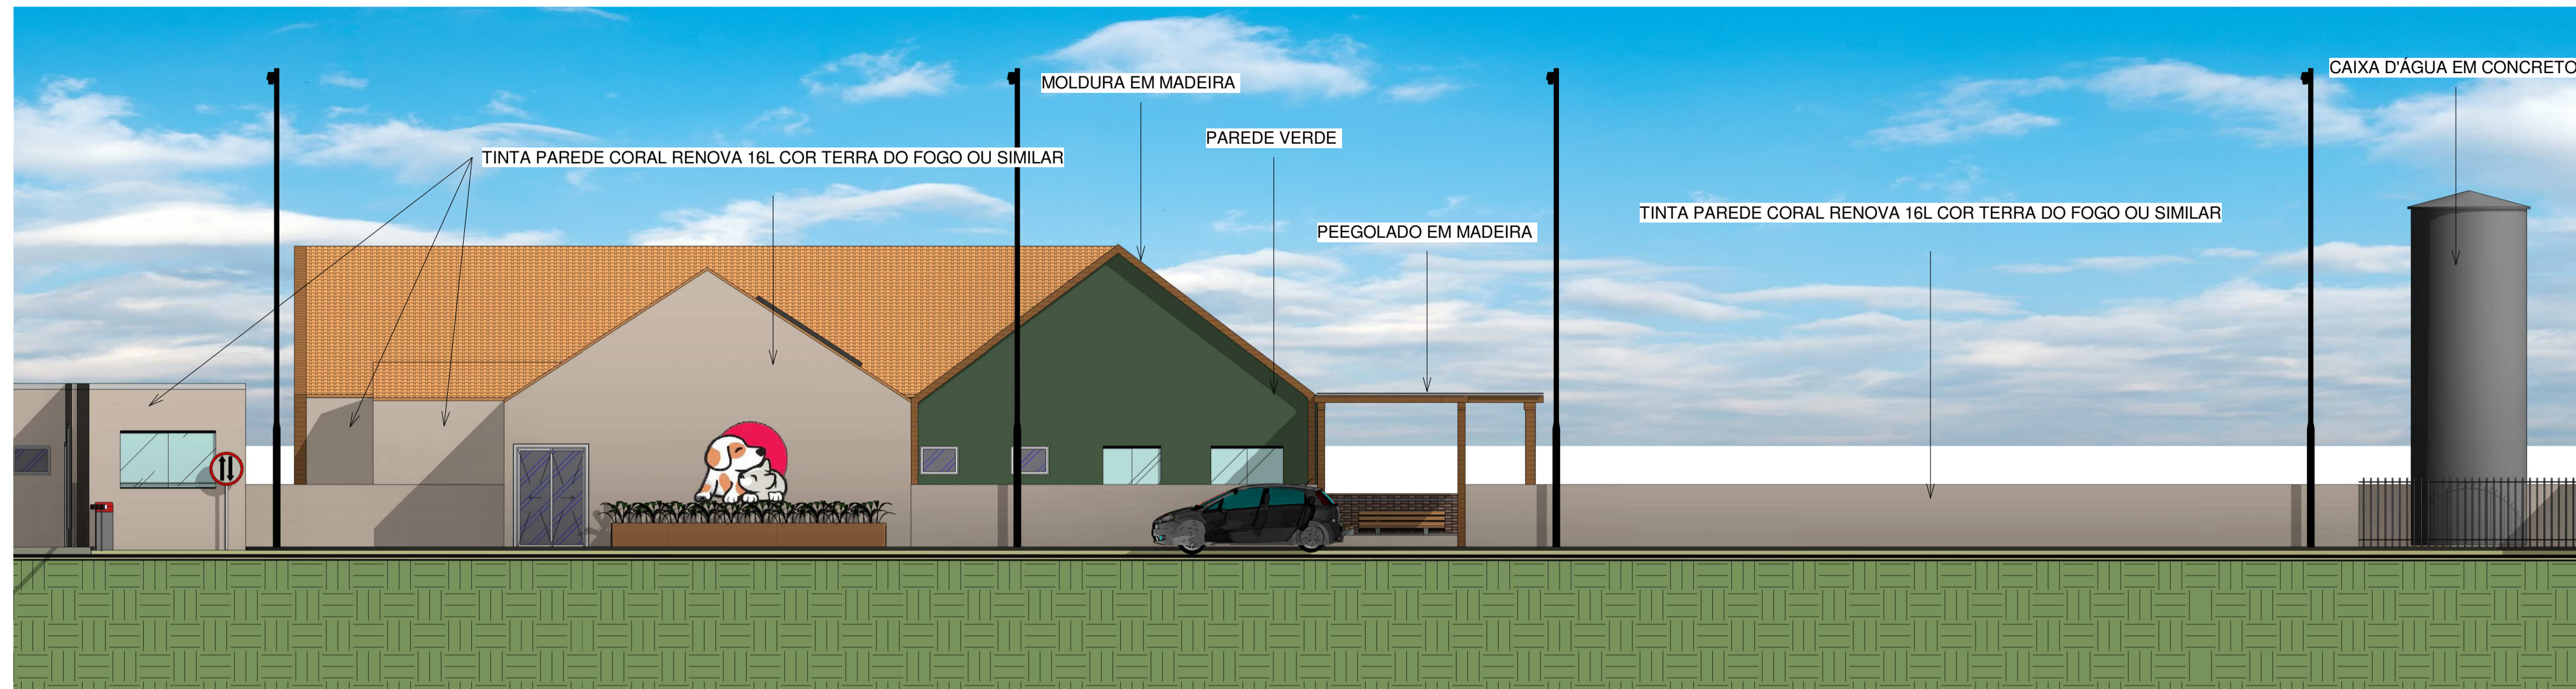 CAIXA D'ÁGUA EM CONCRETO
MOLDURA EM MADEIRA
PAREDE VERDE
TINTA PAREDE CORAL RENOVA 16L COR TERRA DO FOGO OU SIMILAR
TINTA PAREDE CORAL RENOVA 16L COR TERRA DO FOGO OU SIMILAR
PEEGOLADO EM MADEIRA